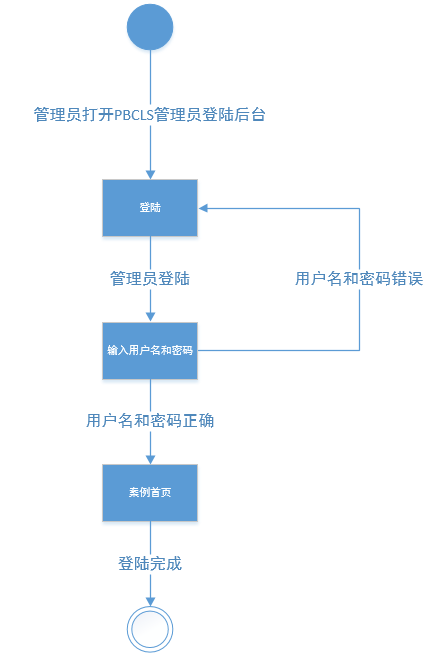 管理员打开PBCLS管理员登陆后台
登陆
管理员登陆
用户名和密码错误
输入用户名和密码
用户名和密码正确
案例首页
登陆完成